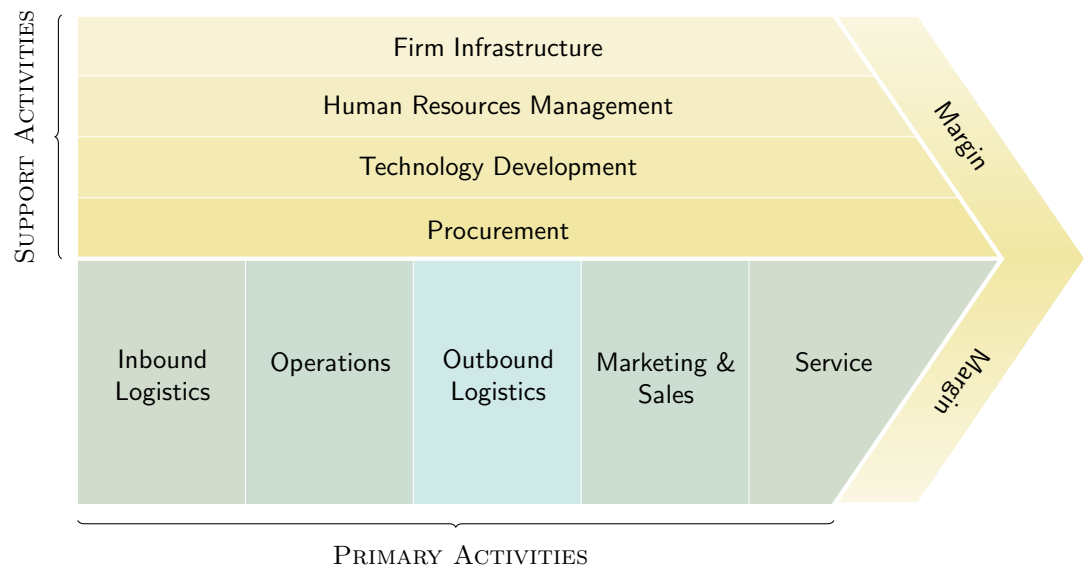 SUPPORT ACTIVITIES
Firm Infrastructure
Human Resources Management
Technology Development
Procurement
Margin
Inbound
Logistics
Operations
Outbound
Logistics
Marketing &
Sales
Service
Margin
PRIMARY ACTIVITIES